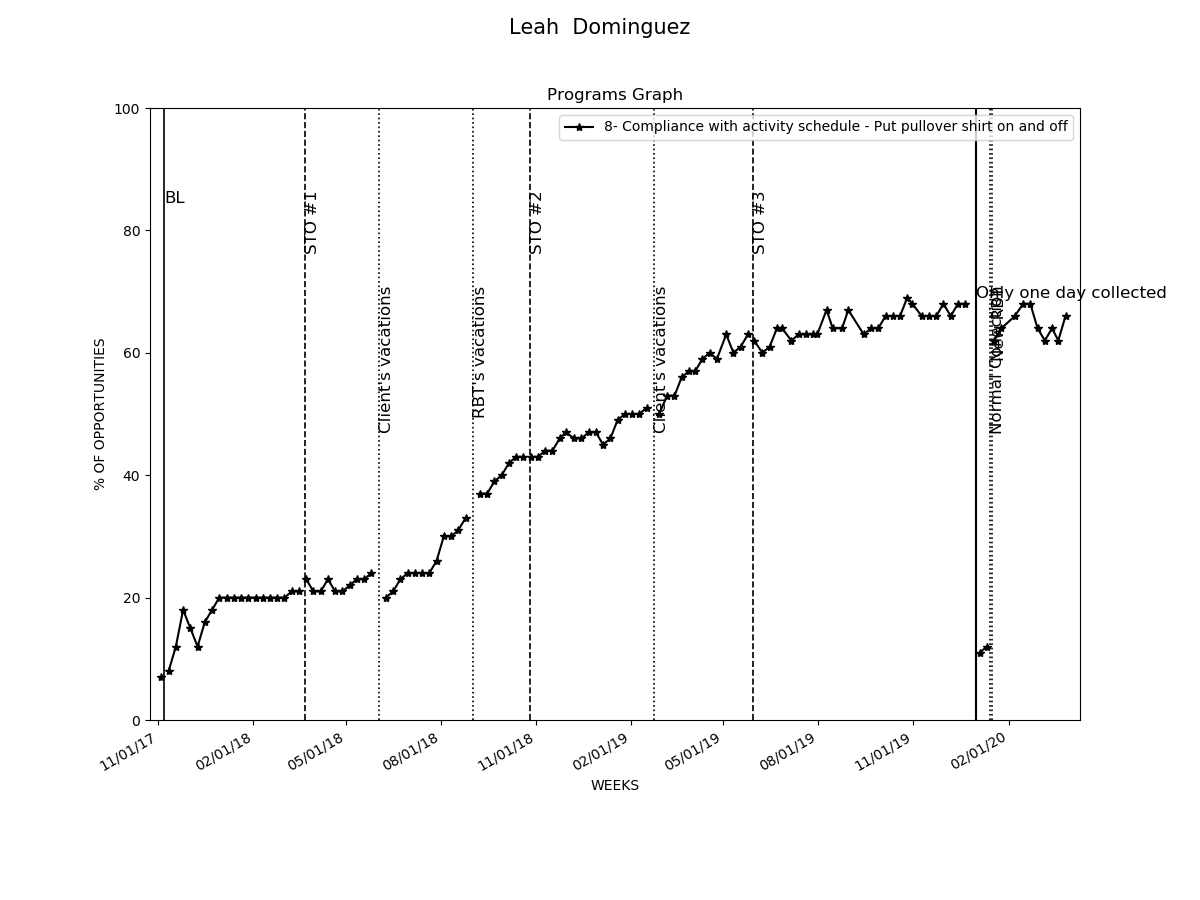 Leah  Dominguez
Programs Graph
8- Compliance with activity schedule - Put pullover shirt on and off
100
80
60
40
20
0
% OF OPPORTUNITIES
BL
STO #1
Client's vacations
RBT's vacations
STO #2
Client's vacations
STO #3
Only one day collected
Normal
11/01/17
02/01/18
05/01/18
08/01/18
11/01/18
02/01/19
05/01/19
08/01/19
11/01/19
02/01/20
WEEKS